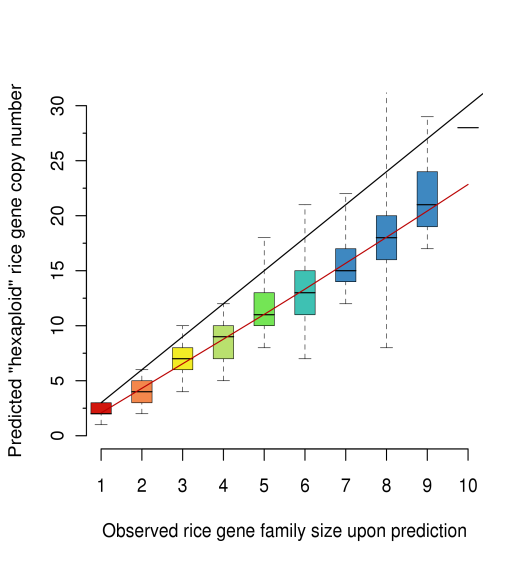 Predicted "hexaploid" rice gene copy number
30
20
15
10
5
0
1 2 3 4 5 6 7 8 9 10
Observed rice gene family size upon prediction